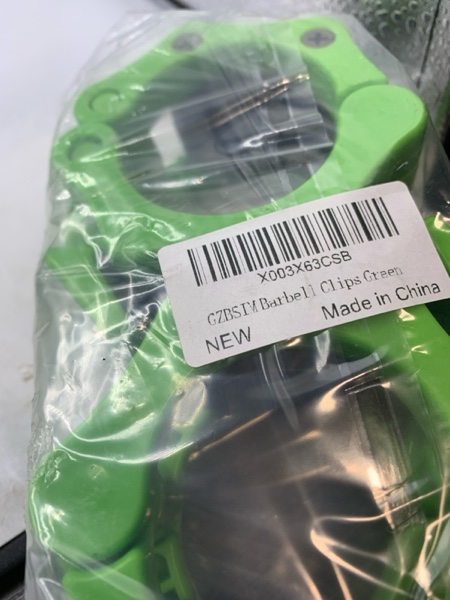 X003X63CSB
GZBSTM Barbell Clips Green
NEW
Made in China